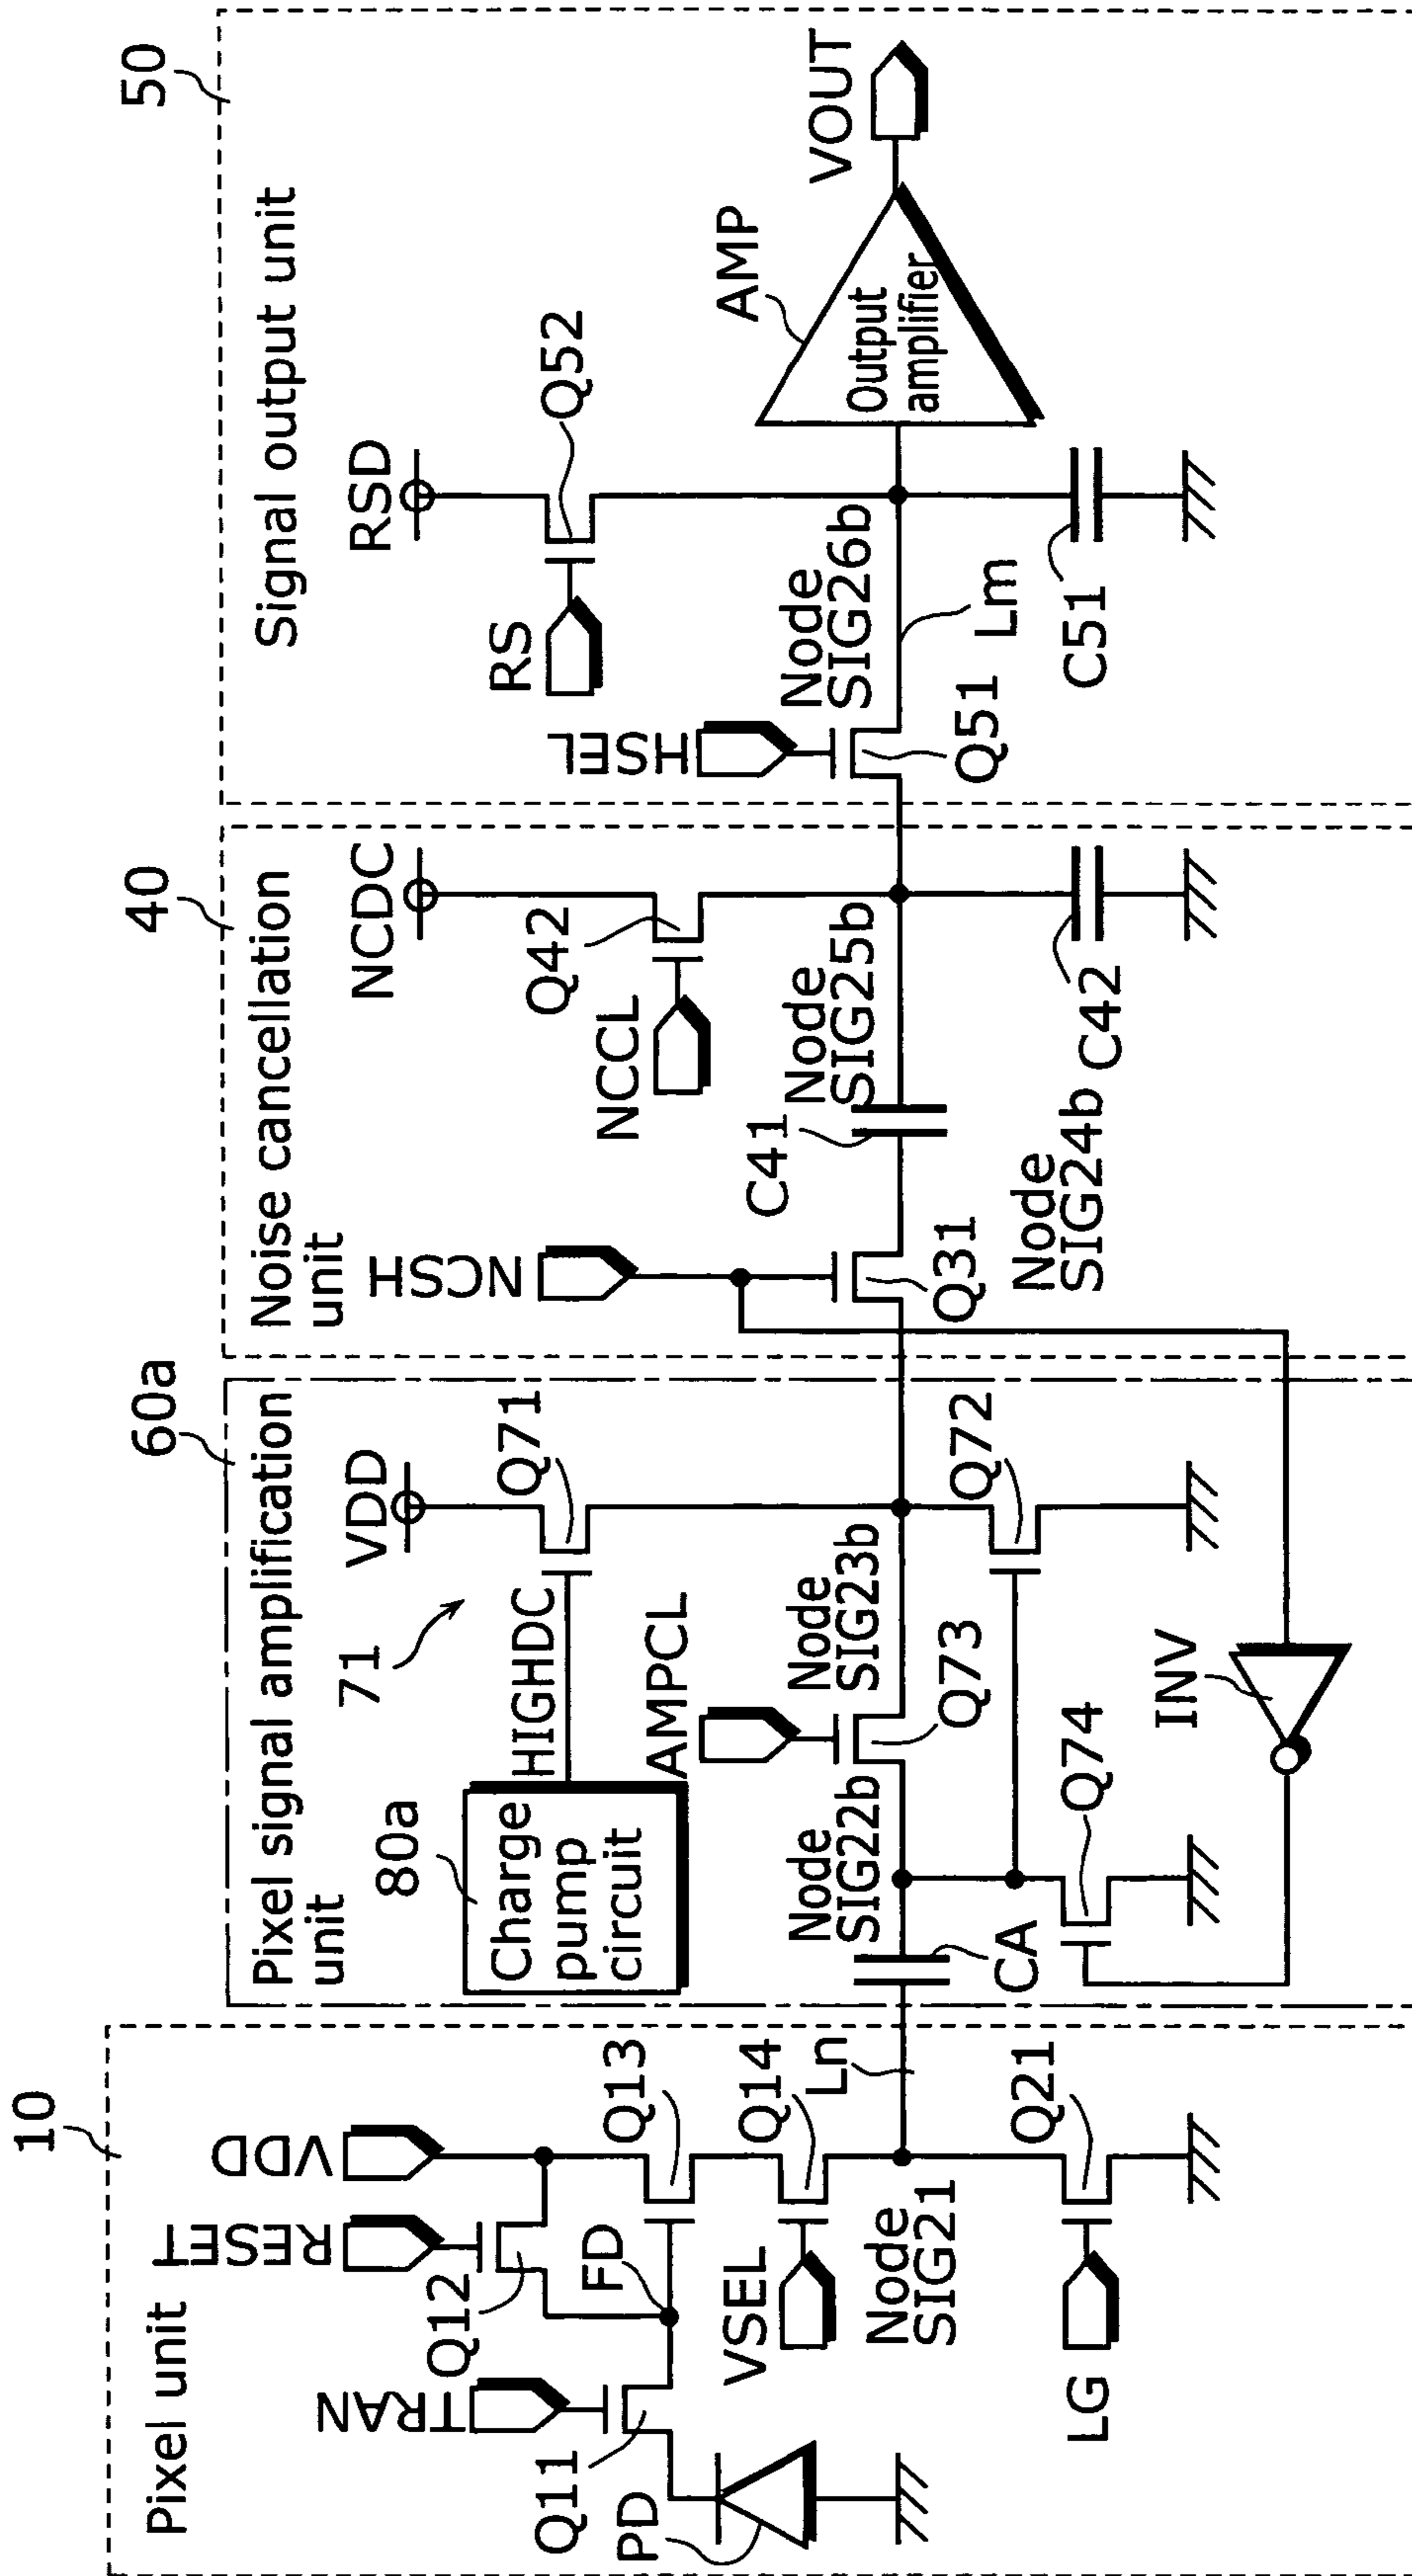 10
Pixel unit
VDD
RESET
Q12
TRAN
Q11
PD
FD
Q13
VSEL
Q14
Ln
Node
SIG21
LG
Q21
60a
Pixel signal amplification
unit
VDD
71
Q71
HIGHDC
80a
Charge
pump
circuit
AMPCL
Node
SIG22b
Node
SIG23b
Q73
CA
Q72
Q74
INV
40
Noise cancellation
unit
NCDC
NCSH
Q42
NCCL
C41
Node
SIG25b
Q31
Node
SIG24b
C42
50
Signal output unit
RSD
Q52
RS
HSEL
Node
SIG26b
Q51
Lm
C51
AMP
Output
amplifier
VOUT